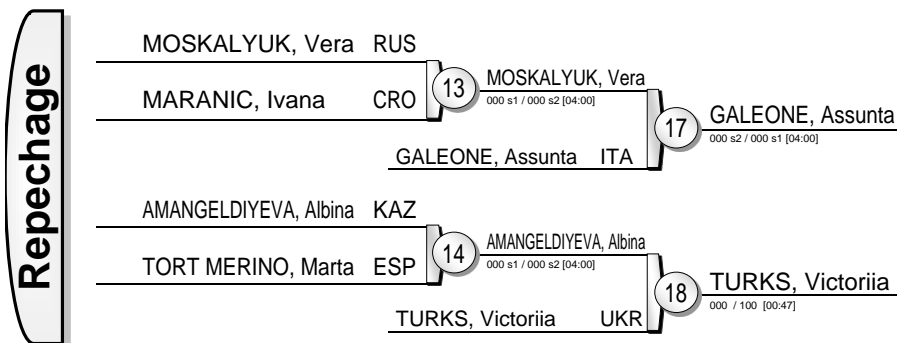 Repechage
MOSKALYUK, Vera RUS
MARANIC, Ivana CRO
13
MOSKALYUK, Vera
000 s1 / 000 s2 [04:00]
GALEONE, Assunta ITA
17
GALEONE, Assunta
000 s2 / 000 s1 [04:00]
AMANGELDIYEVA, Albina KAZ
TORT MERINO, Marta ESP
14
AMANGELDIYEVA, Albina
000 s1 / 000 s2 [04:00]
TURKS, Victoriia UKR
18
TURKS, Victoriia
000 / 100 [00:47]